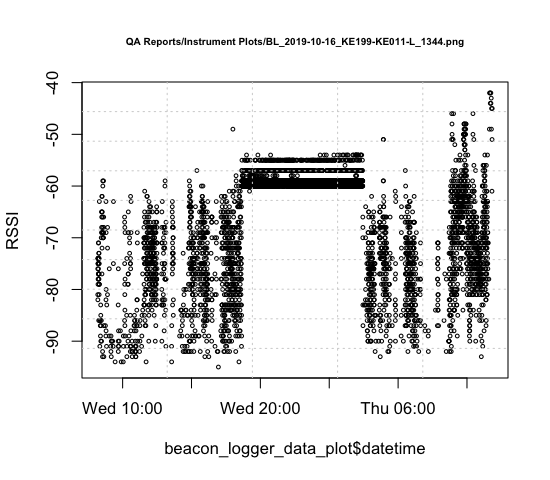 QA Reports/Instrument Plots/BL_2019-10-16_KE199-KE011-L_1344.png
-40
-50
-60
-70
-80
-90
RSSI
Wed 10:00 Wed 20:00 Thu 06:00
beacon_logger_data_plot$datetime